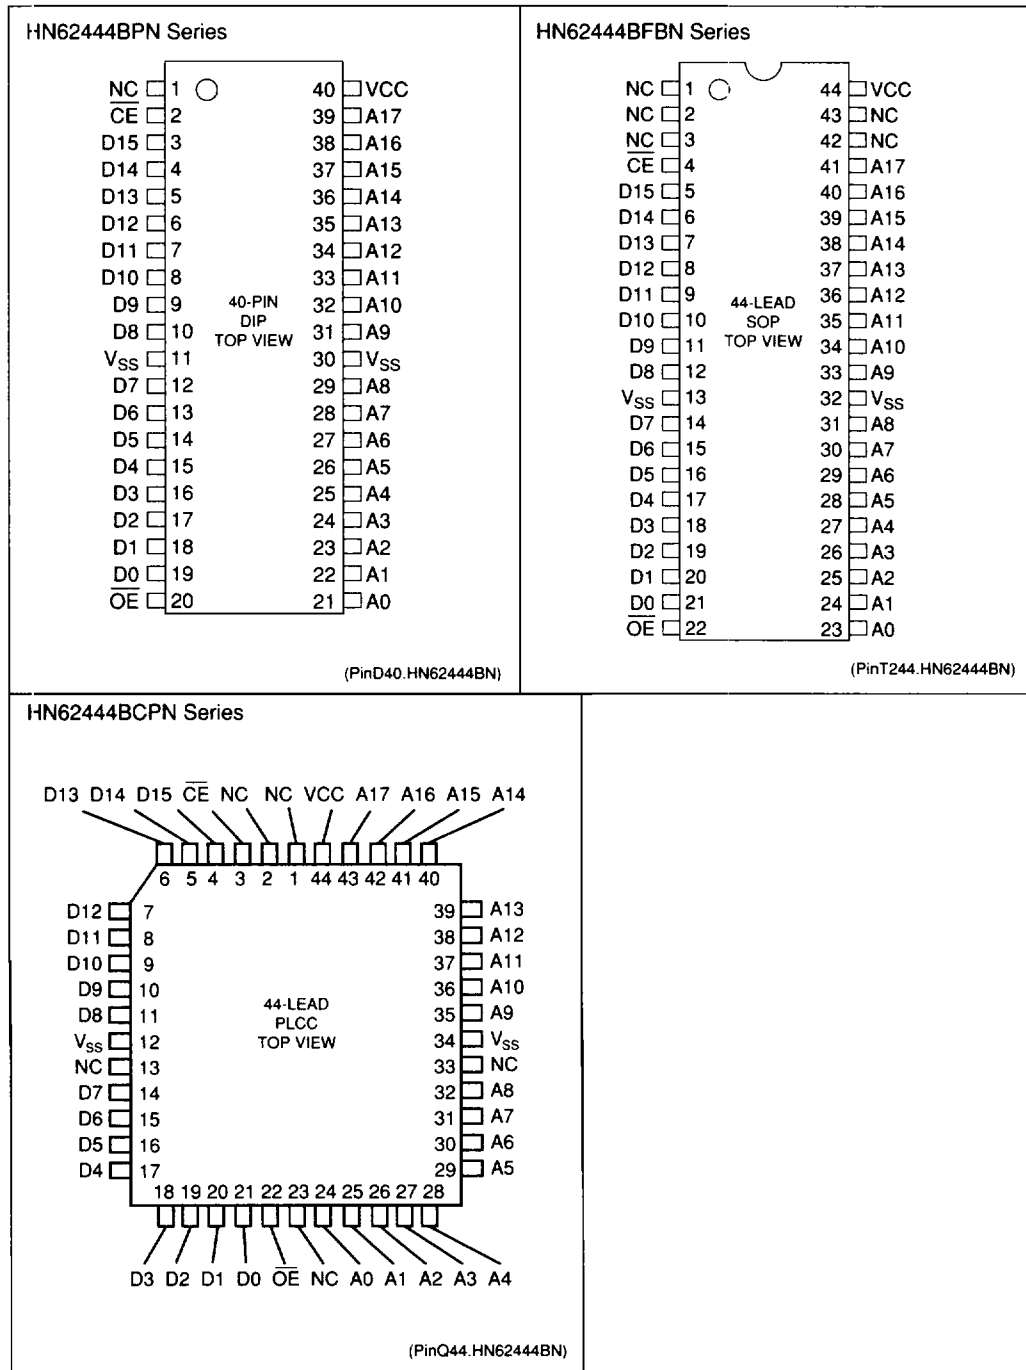 HN62444BPN Series
NC 1 40 VCC
CE 2 39 A17
D15 3 38 A16
D14 4 37 A15
D13 5 36 A14
D12 6 35 A13
D11 7 34 A12
D10 8 33 A11
D9 9 32 A10
D8 10 31 A9
VSS 11 30 VSS
D7 12 29 A8
D6 13 28 A7
D5 14 27 A6
D4 15 26 A5
D3 16 25 A4
D2 17 24 A3
D1 18 23 A2
D0 19 22 A1
OE 20 21 A0
40-PIN
DIP
TOP VIEW
(PinD40.HN62444BN)
HN62444BFBN Series
NC 1 44 VCC
NC 2 43 NC
NC 3 42 NC
CE 4 41 A17
D15 5 40 A16
D14 6 39 A15
D13 7 38 A14
D12 8 37 A13
D11 9 36 A12
D10 10 35 A11
D9 11 34 A10
D8 12 33 A9
VSS 13 32 VSS
D7 14 31 A8
D6 15 30 A7
D5 16 29 A6
D4 17 28 A5
D3 18 27 A4
D2 19 26 A3
D1 20 25 A2
D0 21 24 A1
OE 22 23 A0
44-LEAD
SOP
TOP VIEW
(PinT244.HN62444BN)
HN62444BCPN Series
D13 D14 D15 CE NC NC VCC A17 A16 A15 A14
6 5 4 3 2 1 44 43 42 41 40
D12 7 39 A13
D11 8 38 A12
D10 9 37 A11
D9 10 36 A10
D8 11 35 A9
VSS 12 34 VSS
NC 13 33 NC
D7 14 32 A8
D6 15 31 A7
D5 16 30 A6
D4 17 29 A5
44-LEAD
PLCC
TOP VIEW
18 19 20 21 22 23 24 25 26 27 28
D3 D2 D1 D0 OE NC A0 A1 A2 A3 A4
(PinQ44.HN62444BN)